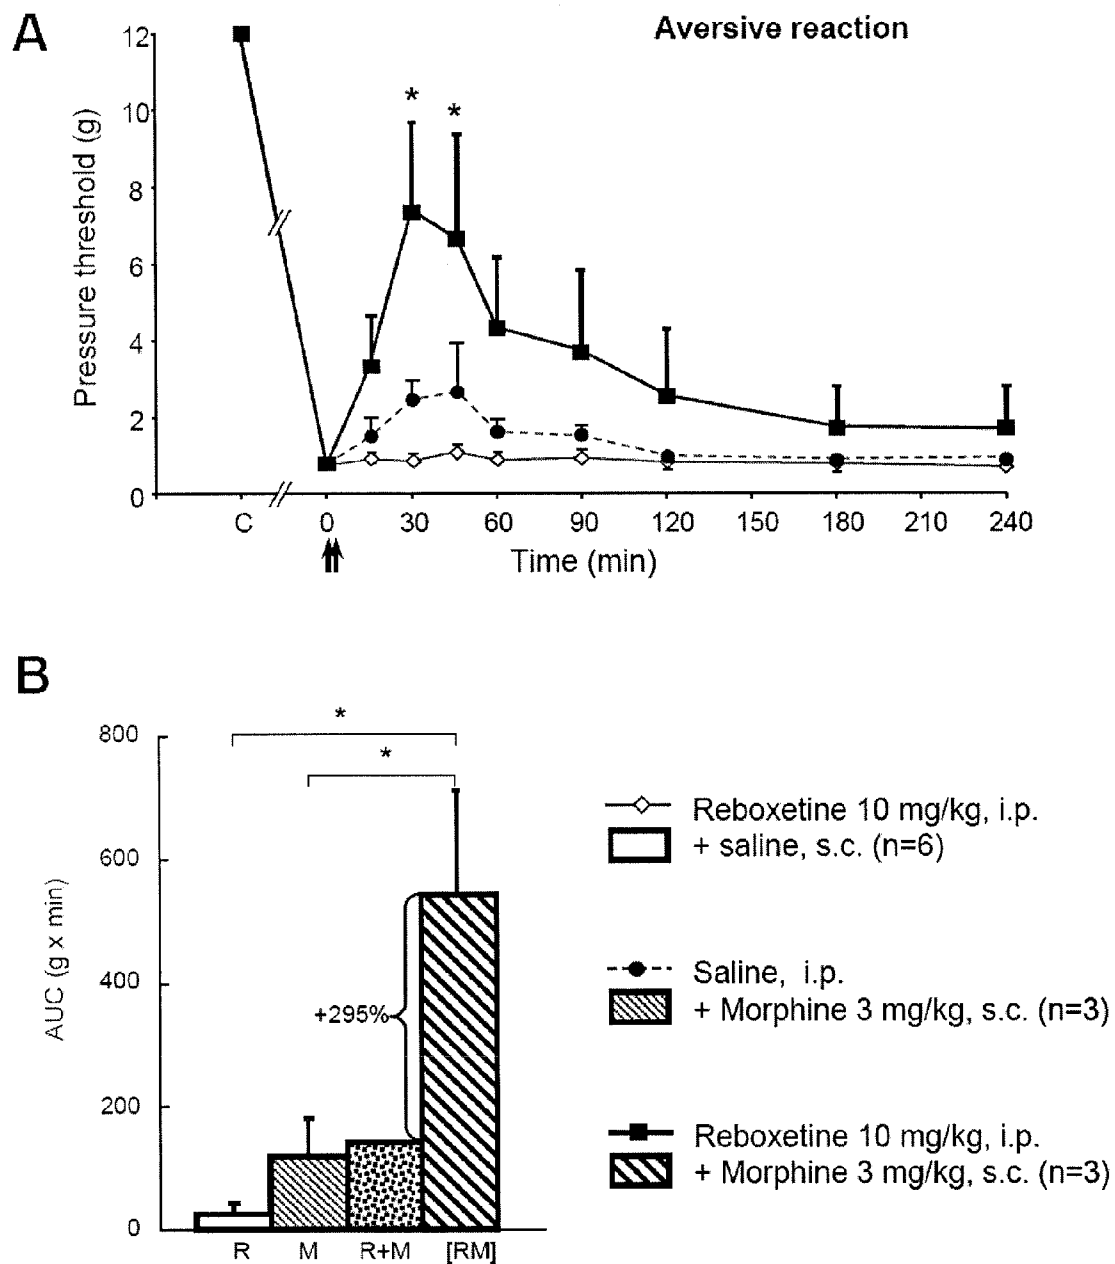 A
Aversive reaction
Pressure threshold (g)
12
10
8
6
4
2
0
*
*
C
0
30
60
90
120
150
180
210
240
Time (min)
B
AUC (g x min)
800
600
400
200
0
*
*
+295%
R
M
R+M
[RM]
Reboxetine 10 mg/kg, i.p.
+ saline, s.c. (n=6)
Saline, i.p.
+ Morphine 3 mg/kg, s.c. (n=3)
Reboxetine 10 mg/kg, i.p.
+ Morphine 3 mg/kg, s.c. (n=3)